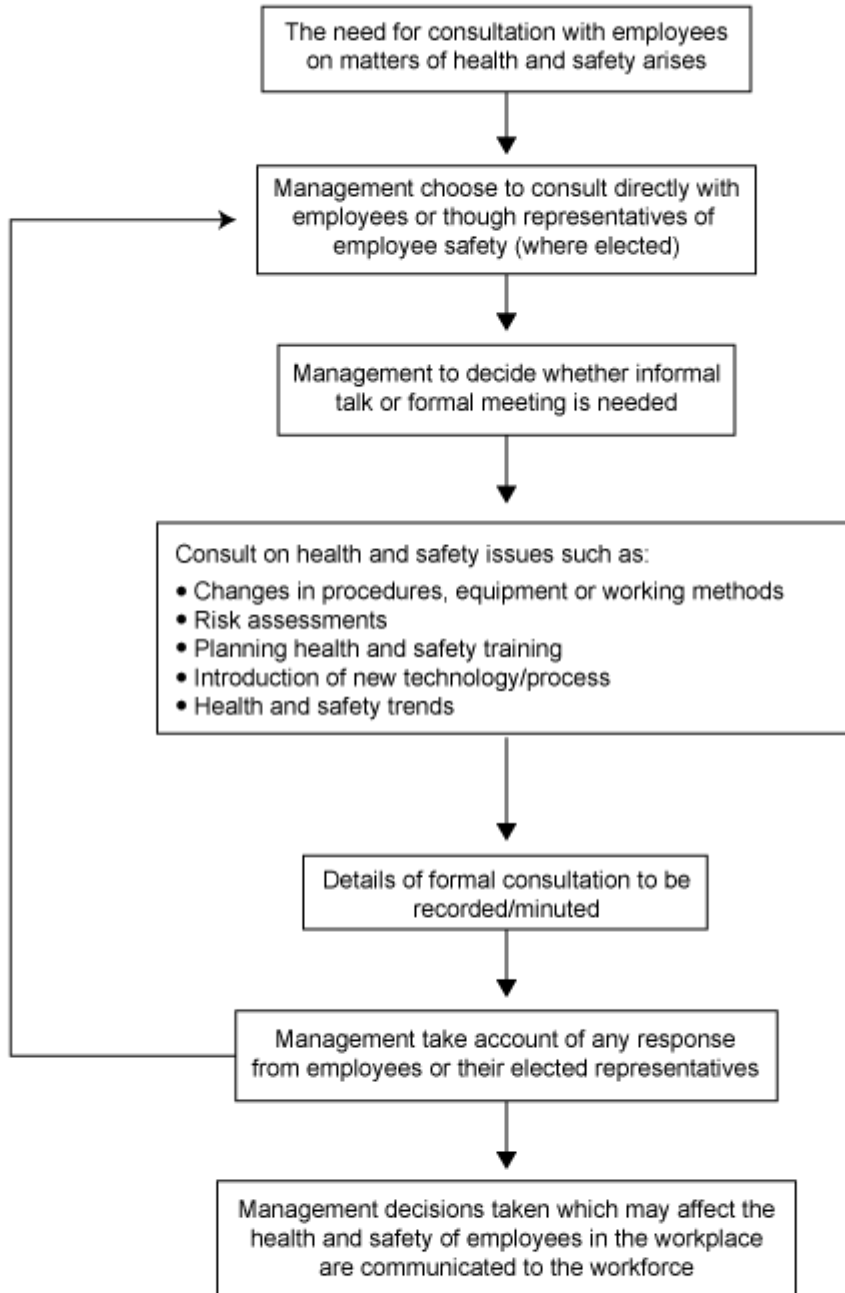 The need for consultation with employees
on matters of health and safety arises
Management choose to consult directly with
employees or though representatives of
employee safety (where elected)
Management to decide whether informal
talk or formal meeting is needed
Consult on health and safety issues such as:
• Changes in procedures, equipment or working methods
• Risk assessments
• Planning health and safety training
• Introduction of new technology/process
• Health and safety trends
Details of formal consultation to be
recorded/minuted
Management take account of any response
from employees or their elected representatives
Management decisions taken which may affect the
health and safety of employees in the workplace
are communicated to the workforce